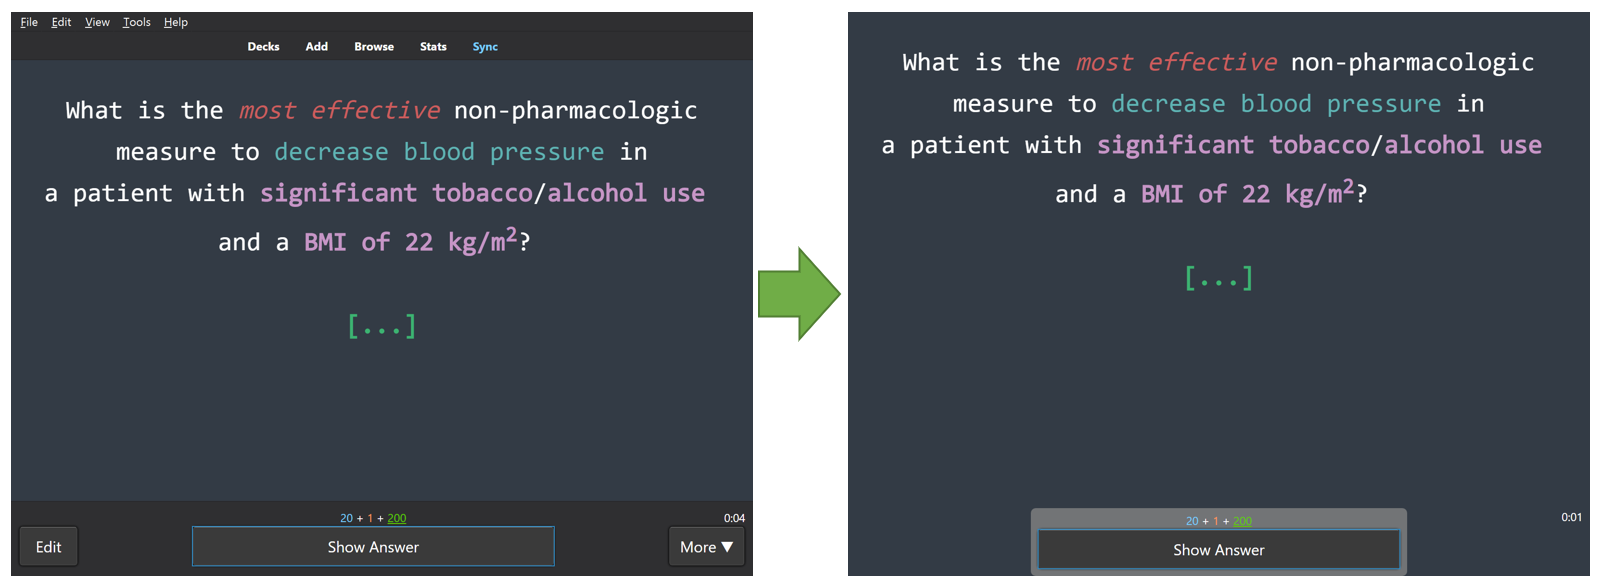 File Edit View Tools Help
Decks Add Browse Stats Sync
What is the most effective non-pharmacologic
measure to decrease blood pressure in
a patient with significant tobacco/alcohol use
and a BMI of 22 kg/m²?
[...]
20 + 1 + 200
0:04
Edit
Show Answer
More ▼
What is the most effective non-pharmacologic
measure to decrease blood pressure in
a patient with significant tobacco/alcohol use
and a BMI of 22 kg/m²?
[...]
20 + 1 + 200
0:01
Show Answer